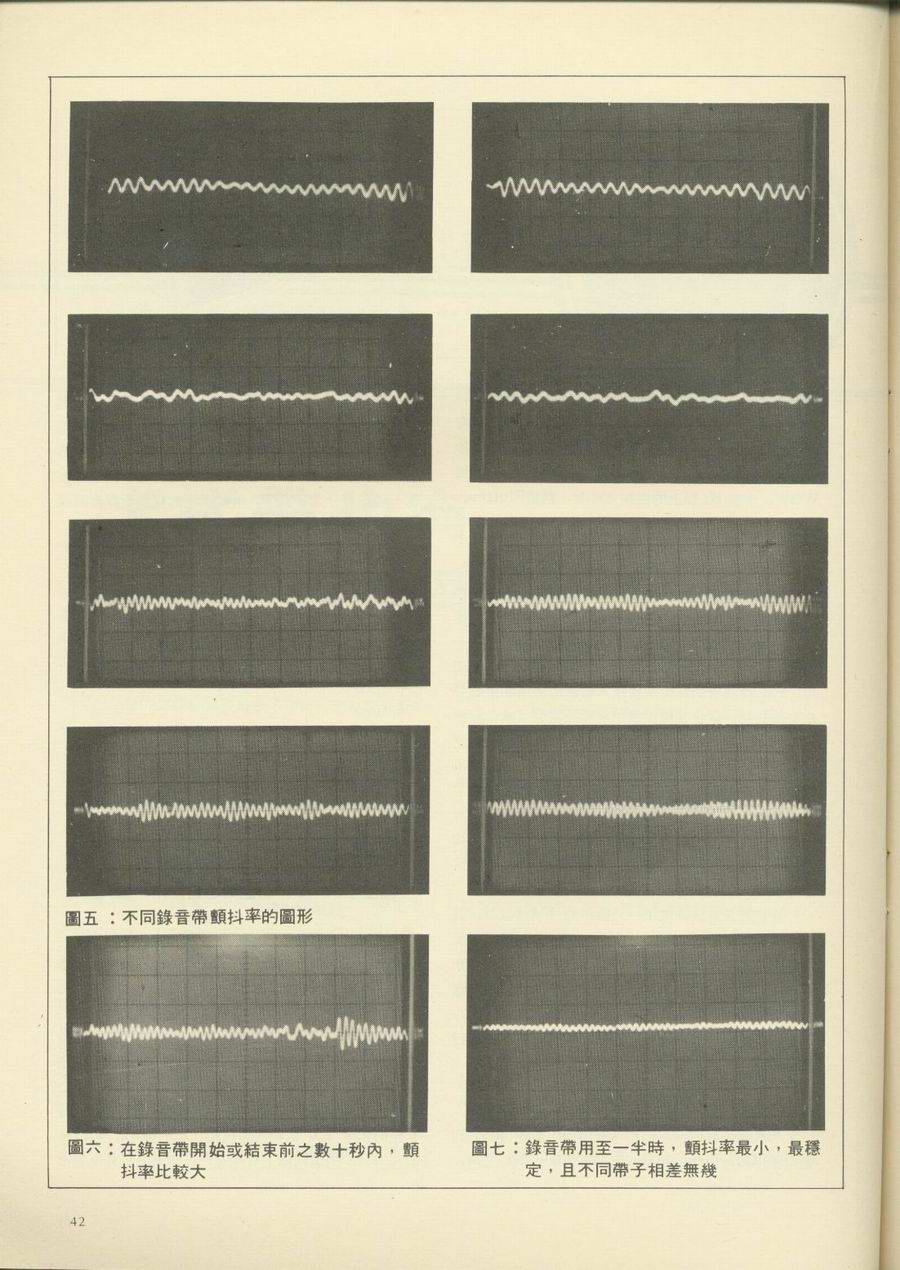 圖五：不同錄音帶顫抖率的圖形
圖六：在錄音帶開始或結束前之數十秒內，顫
抖率比較大
圖七：錄音帶用至一半時，顫抖率最小，最穩
定，且不同帶子相差無幾
42